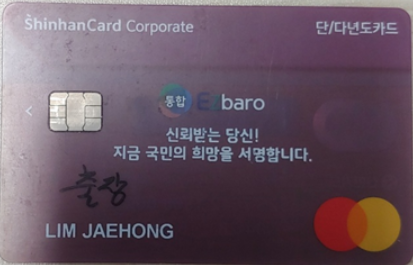 ShinhanCard Corporate
단/다년도카드
통합 Ezbaro
신뢰받는 당신!
지금 국민의 희망을 서명합니다.
출장
LIM JAEHONG